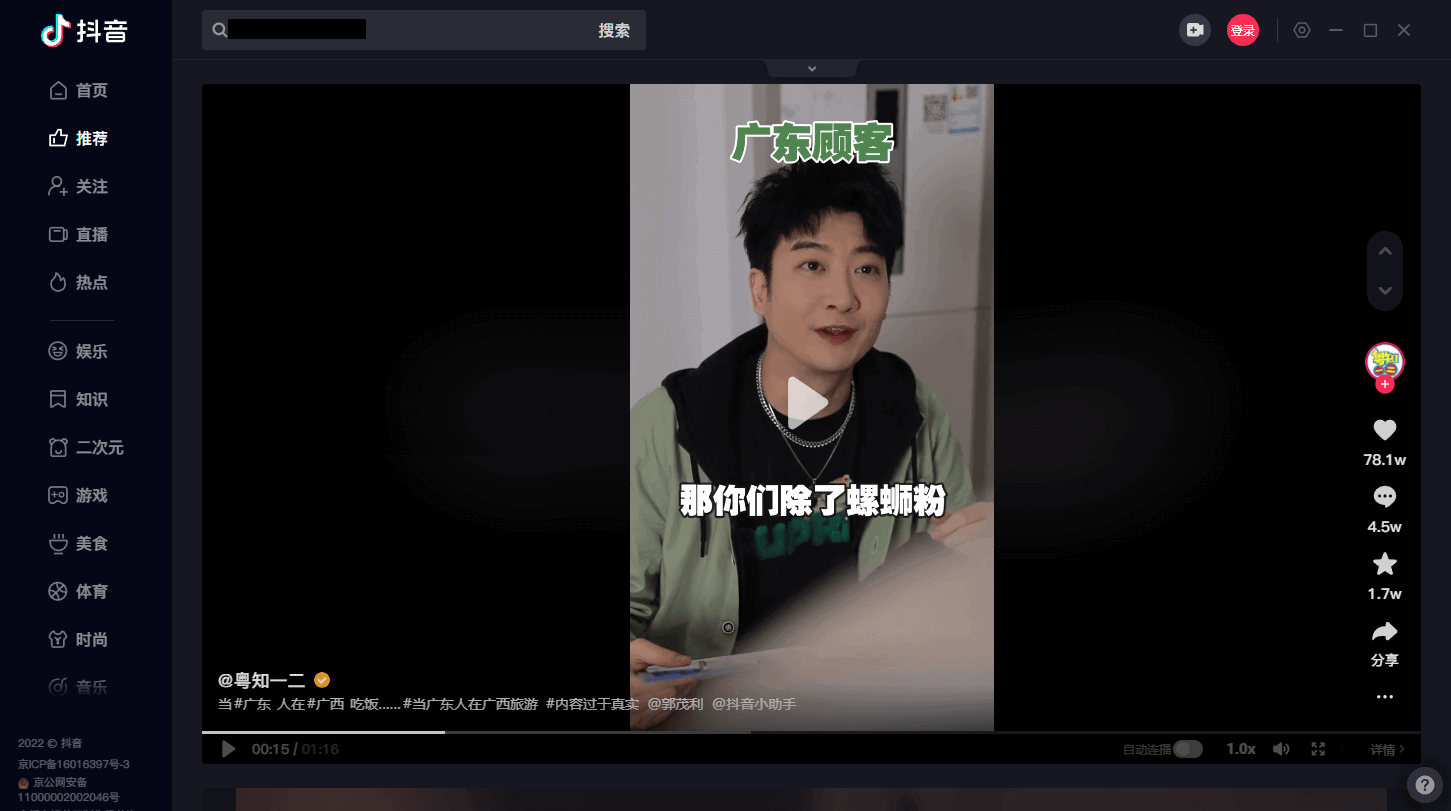 抖音
搜索
登录
首页
推荐
关注
直播
热点
娱乐
知识
二次元
游戏
美食
体育
时尚
音乐
2022 © 抖音
京ICP备16016397号-3
京公网安备
11000002002046号
广东顾客
那你们除了螺蛳粉
UPRI
78.1w
4.5w
1.7w
分享
@粤知一二
当#广东 人在#广西 吃饭......#当广东人在广西旅游 #内容过于真实 @郭茂利 @抖音小助手
00:15 / 01:16
自动连播
1.0x
详情